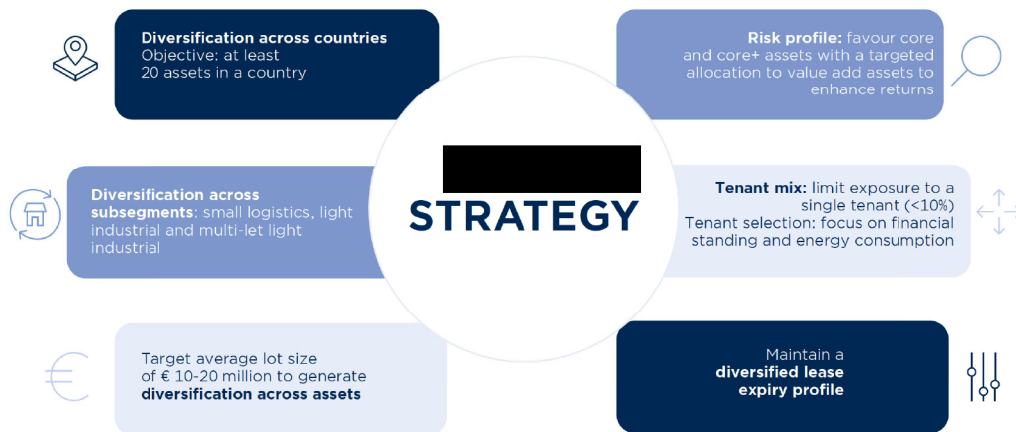 Diversification across countries
Objective: at least
20 assets in a country
Risk profile: favour core
and core+ assets with a targeted
allocation to value add assets to
enhance returns
STRATEGY
Diversification across
subsegments: small logistics, light
industrial and multi-let light
industrial
Tenant mix: limit exposure to a
single tenant (<10%)
Tenant selection: focus on financial
standing and energy consumption
Target average lot size
of € 10-20 million to generate
diversification across assets
Maintain a
diversified lease
expiry profile